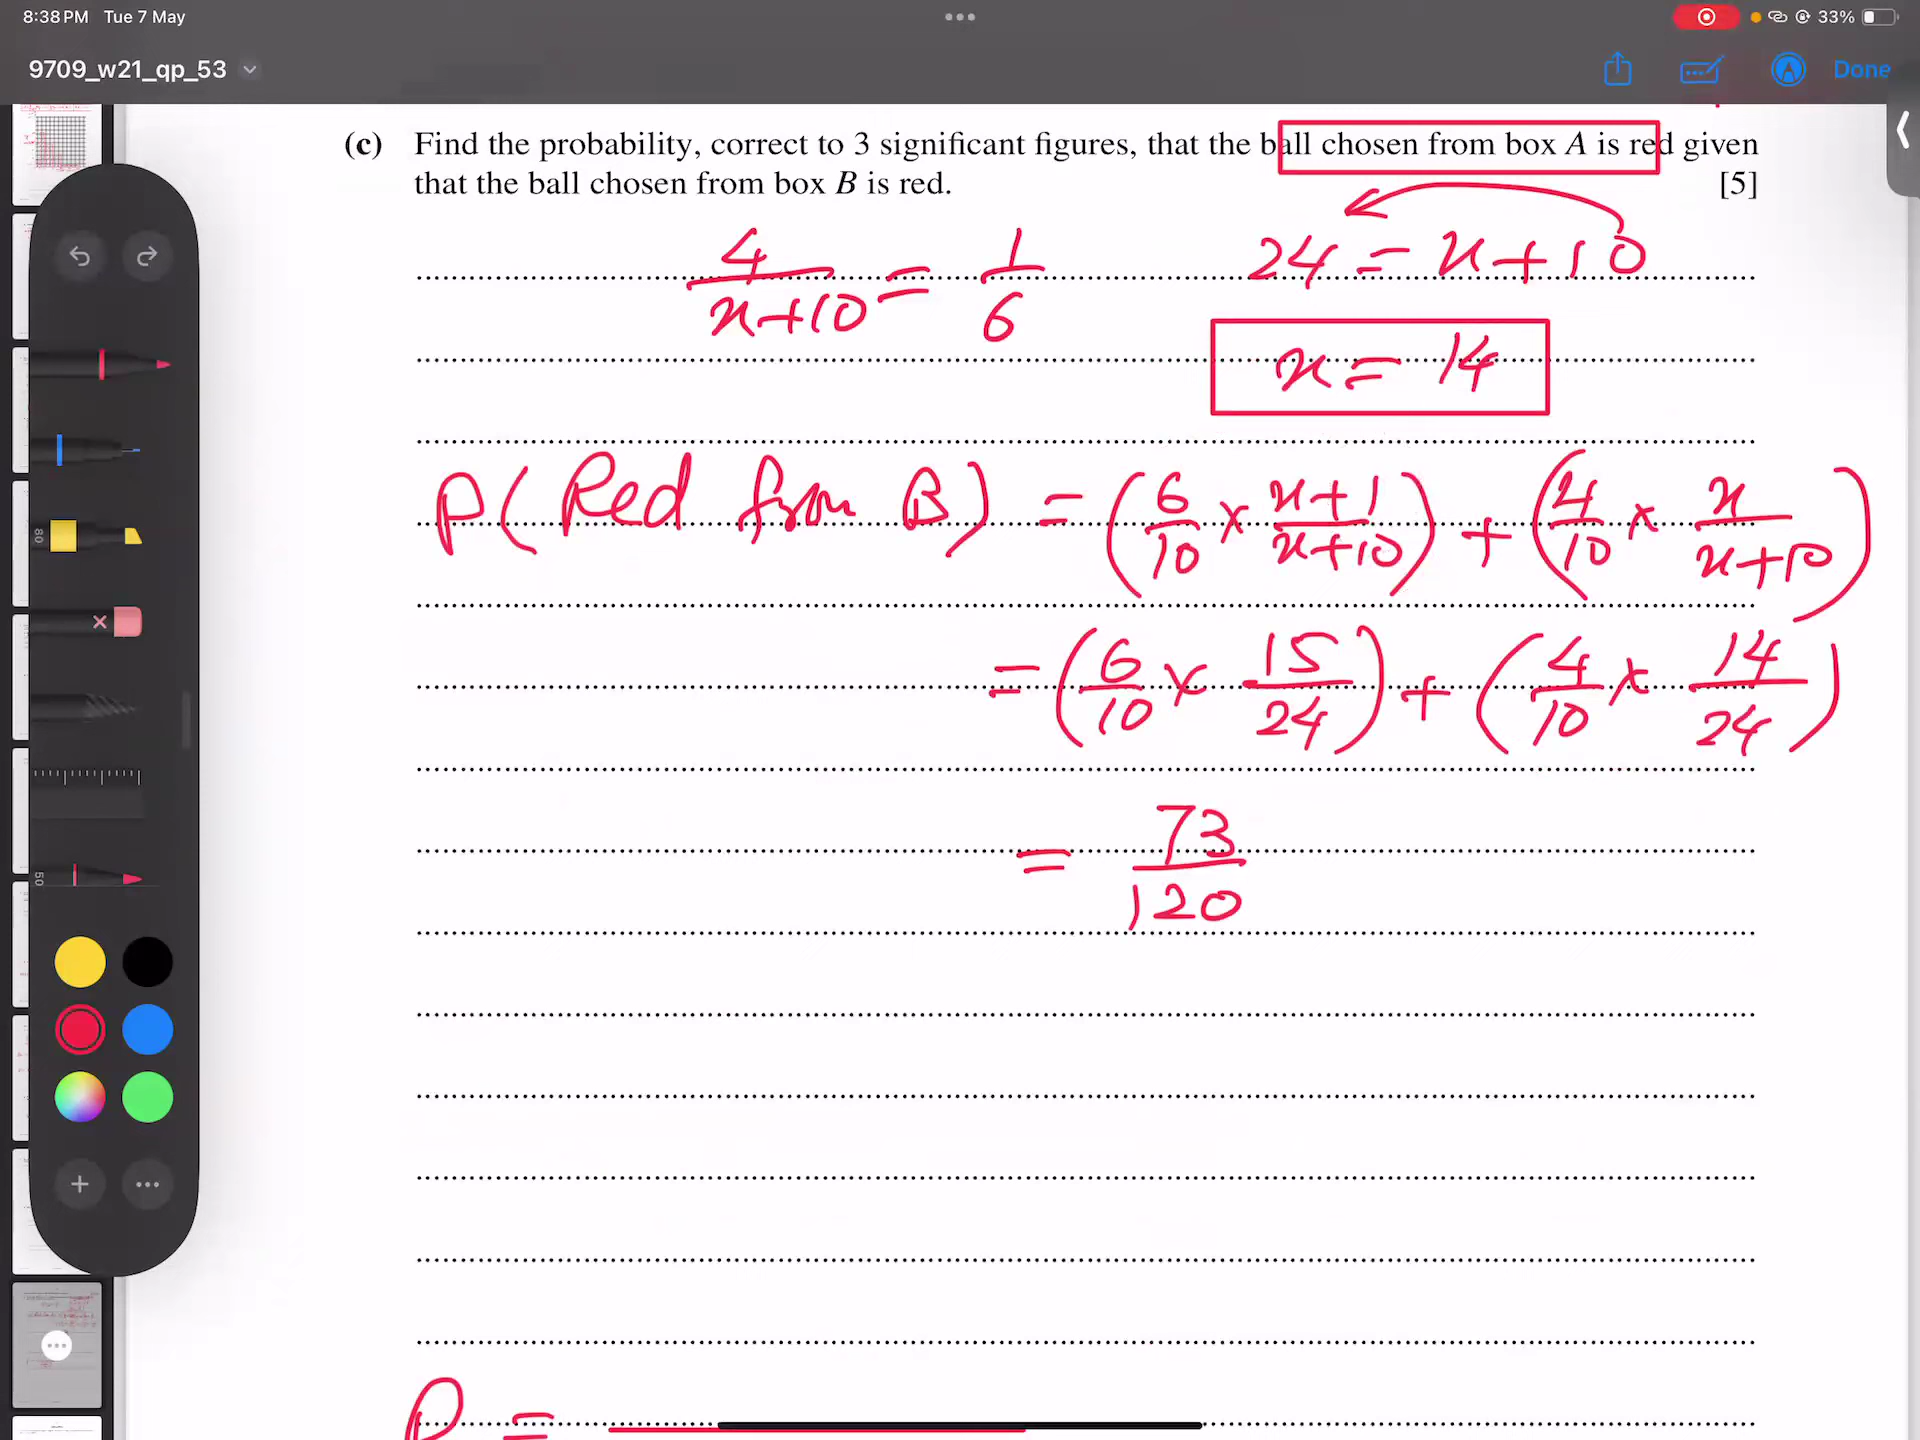 8:38 PM Tue 7 May
33%
9709_w21_qp_53
Done
(c) Find the probability, correct to 3 significant figures, that the ball chosen from box A is red given
that the ball chosen from box B is red. [5]
4/(x+10) = 1/6
24 = x+10
x = 14
P( Red from B) = (6/10 × (x+1)/(x+10)) + (4/10 × x/(x+10))
= (6/10 × 15/24) + (4/10 × 14/24)
= 73/120
P =
80
50